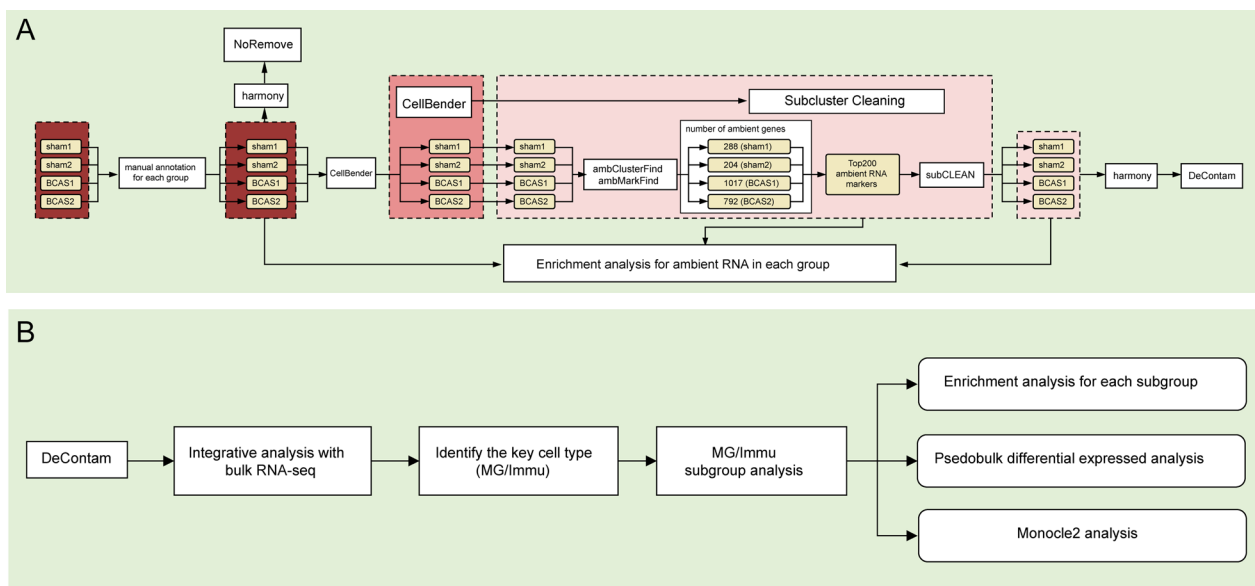 A
NoRemove
harmony
sham1
sham2
BCAS1
BCAS2
manual annotation
for each group
sham1
sham2
BCAS1
BCAS2
CellBender
CellBender
sham1
sham2
BCAS1
BCAS2
Subcluster Cleaning
sham1
sham2
BCAS1
BCAS2
ambClusterFind
ambMarkFind
number of ambient genes
288 (sham1)
204 (sham2)
1017 (BCAS1)
792 (BCAS2)
Top200
ambient RNA
markers
subCLEAN
sham1
sham2
BCAS1
BCAS2
harmony
DeContam
Enrichment analysis for ambient RNA in each group
B
DeContam
Integrative analysis with
bulk RNA-seq
Identify the key cell type
(MG/Immu)
MG/Immu
subgroup analysis
Enrichment analysis for each subgroup
Psedobulk differential expressed analysis
Monocle2 analysis